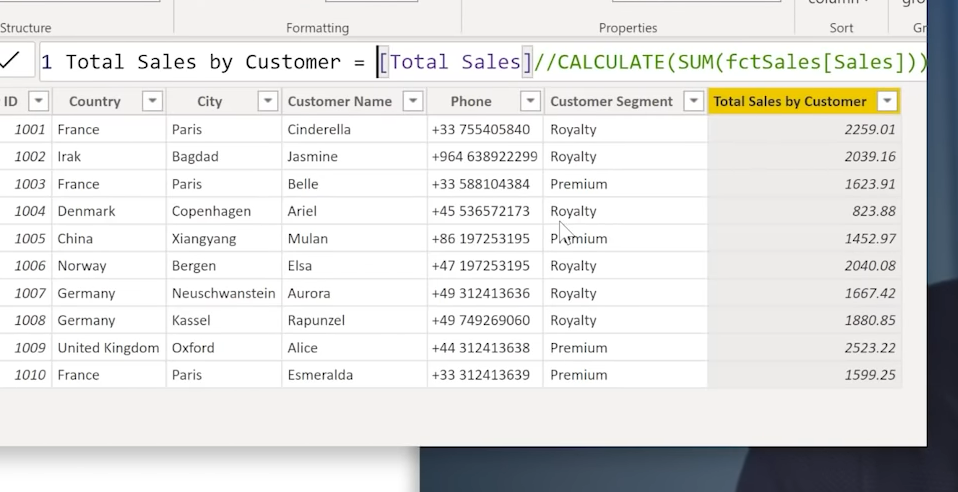 Structure Formatting Properties Sort
1 Total Sales by Customer = [Total Sales]//CALCULATE(SUM(fctSales[Sales]))
ID Country City Customer Name Phone Customer Segment Total Sales by Customer
1001 France Paris Cinderella +33 755405840 Royalty 2259.01
1002 Irak Bagdad Jasmine +964 638922299 Royalty 2039.16
1003 France Paris Belle +33 588104384 Premium 1623.91
1004 Denmark Copenhagen Ariel +45 536572173 Royalty 823.88
1005 China Xiangyang Mulan +86 197253195 Premium 1452.97
1006 Norway Bergen Elsa +47 197253195 Royalty 2040.08
1007 Germany Neuschwanstein Aurora +49 312413636 Royalty 1667.42
1008 Germany Kassel Rapunzel +49 749269060 Royalty 1880.85
1009 United Kingdom Oxford Alice +44 312413638 Premium 2523.22
1010 France Paris Esmeralda +33 312413639 Premium 1599.25